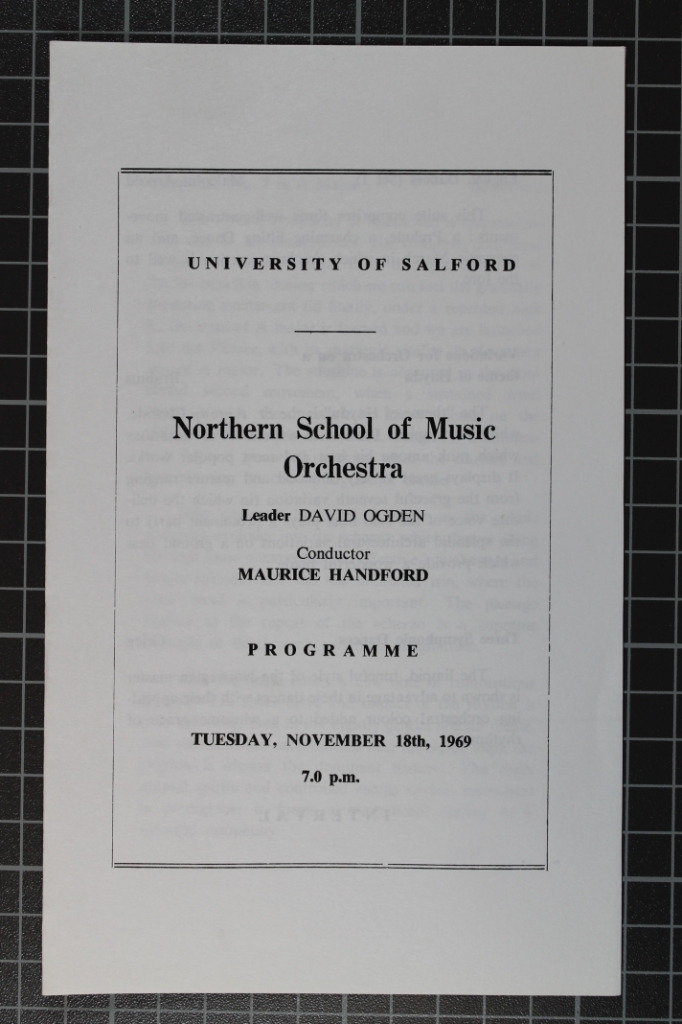 UNIVERSITY OF SALFORD
Northern School of Music
Orchestra
Leader DAVID OGDEN
Conductor
MAURICE HANDFORD
PROGRAMME
TUESDAY, NOVEMBER 18th, 1969
7.0 p.m.